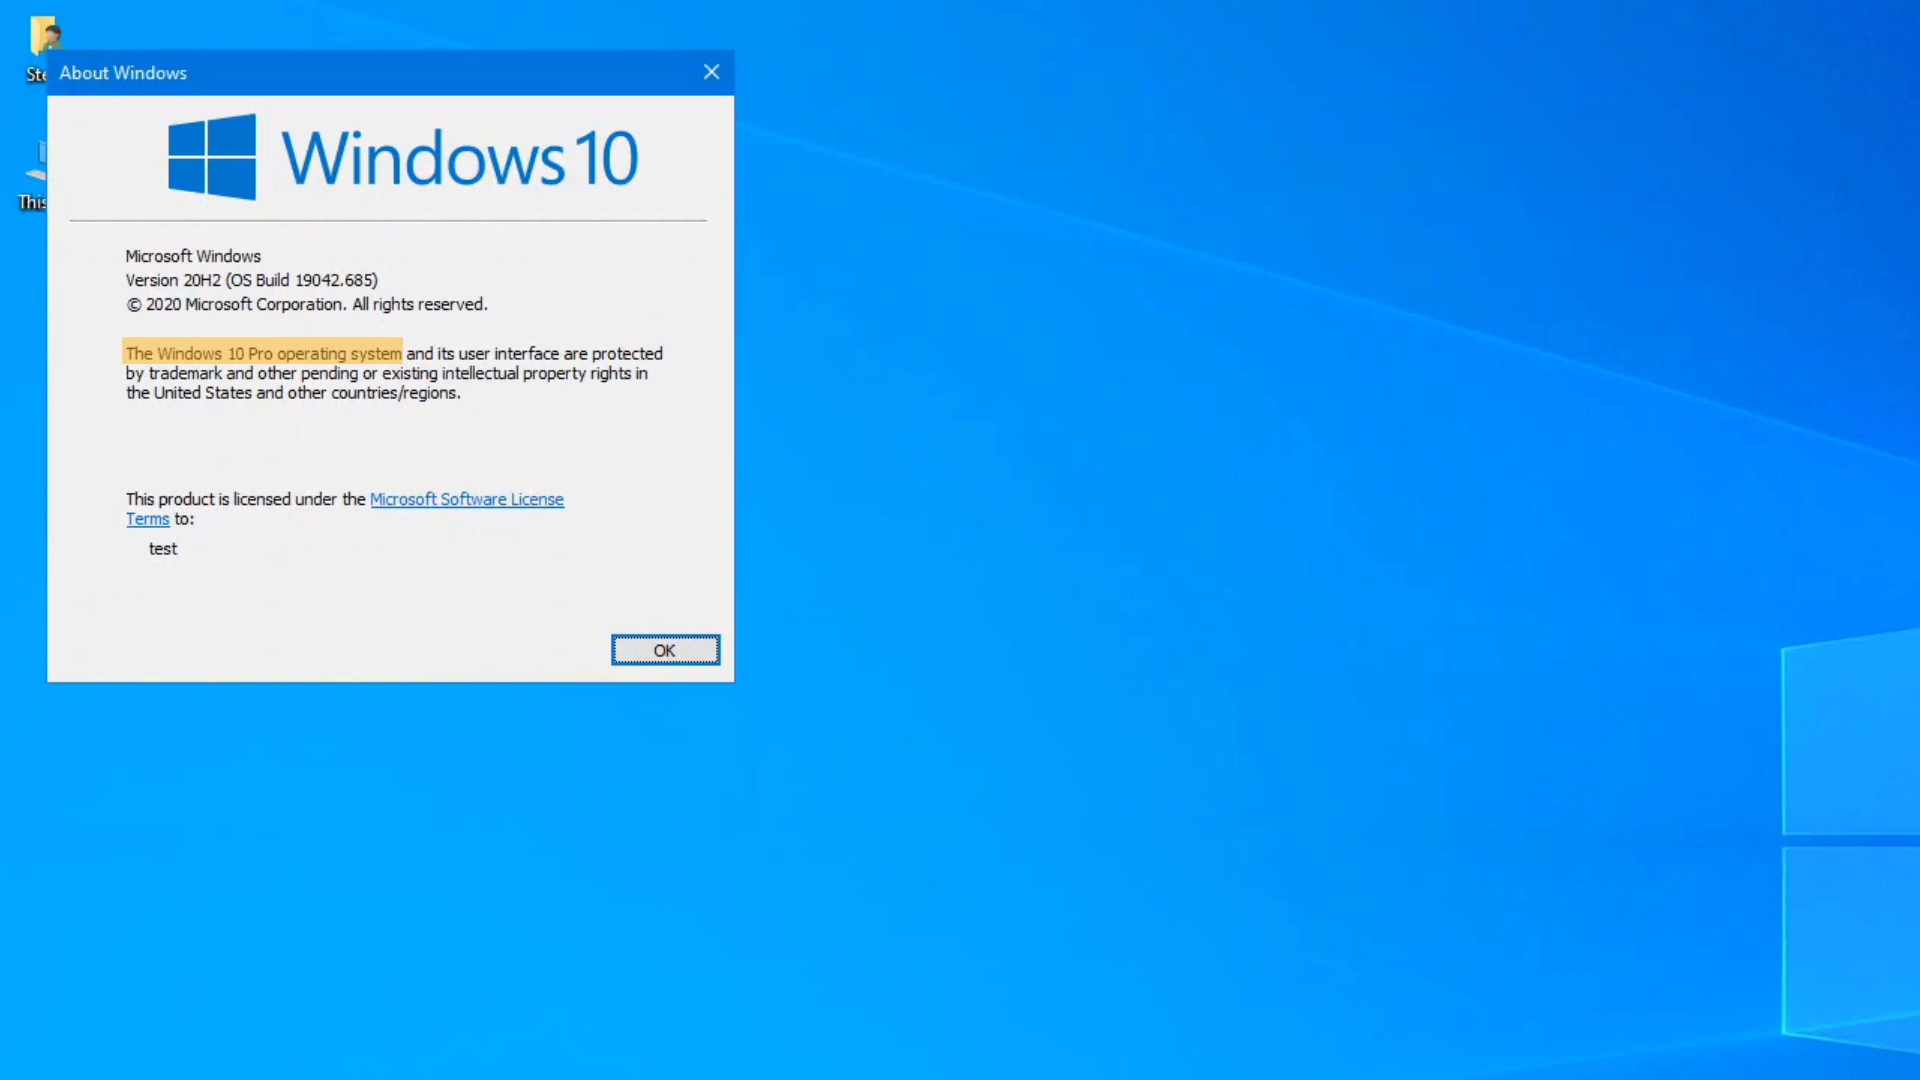 Ste
About Windows
Windows 10
This
Microsoft Windows
Version 20H2 (OS Build 19042.685)
© 2020 Microsoft Corporation. All rights reserved.
The Windows 10 Pro operating system and its user interface are protected
by trademark and other pending or existing intellectual property rights in
the United States and other countries/regions.
This product is licensed under the Microsoft Software License
Terms to:
test
OK